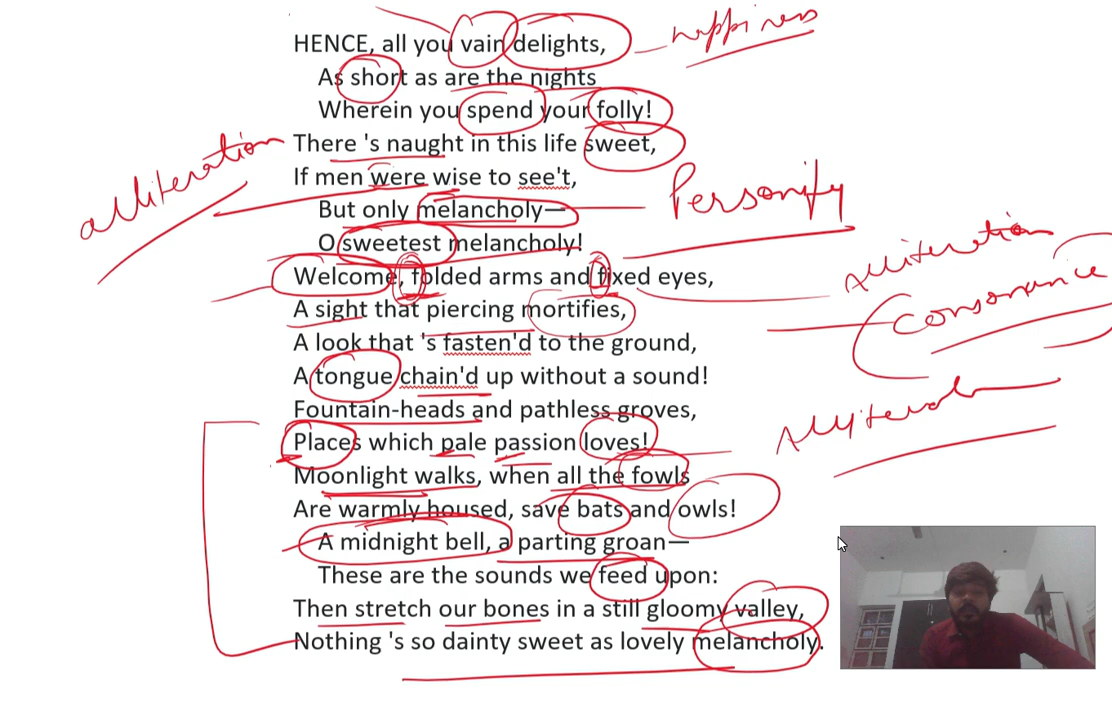 HENCE, all you vain delights,
happiness
As short as are the nights
Wherein you spend your folly!
There 's naught in this life sweet,
alliteration
If men were wise to see't,
Personify
But only melancholy—
O sweetest melancholy!
Alliteration
Welcome, folded arms and fixed eyes,
Consonance
A sight that piercing mortifies,
A look that 's fasten'd to the ground,
A tongue chain'd up without a sound!
Fountain-heads and pathless groves,
Places which pale passion loves!
Moonlight walks, when all the fowls
Are warmly housed, save bats and owls!
A midnight bell, a parting groan—
These are the sounds we feed upon:
Then stretch our bones in a still gloomy valley,
Nothing 's so dainty sweet as lovely melancholy.